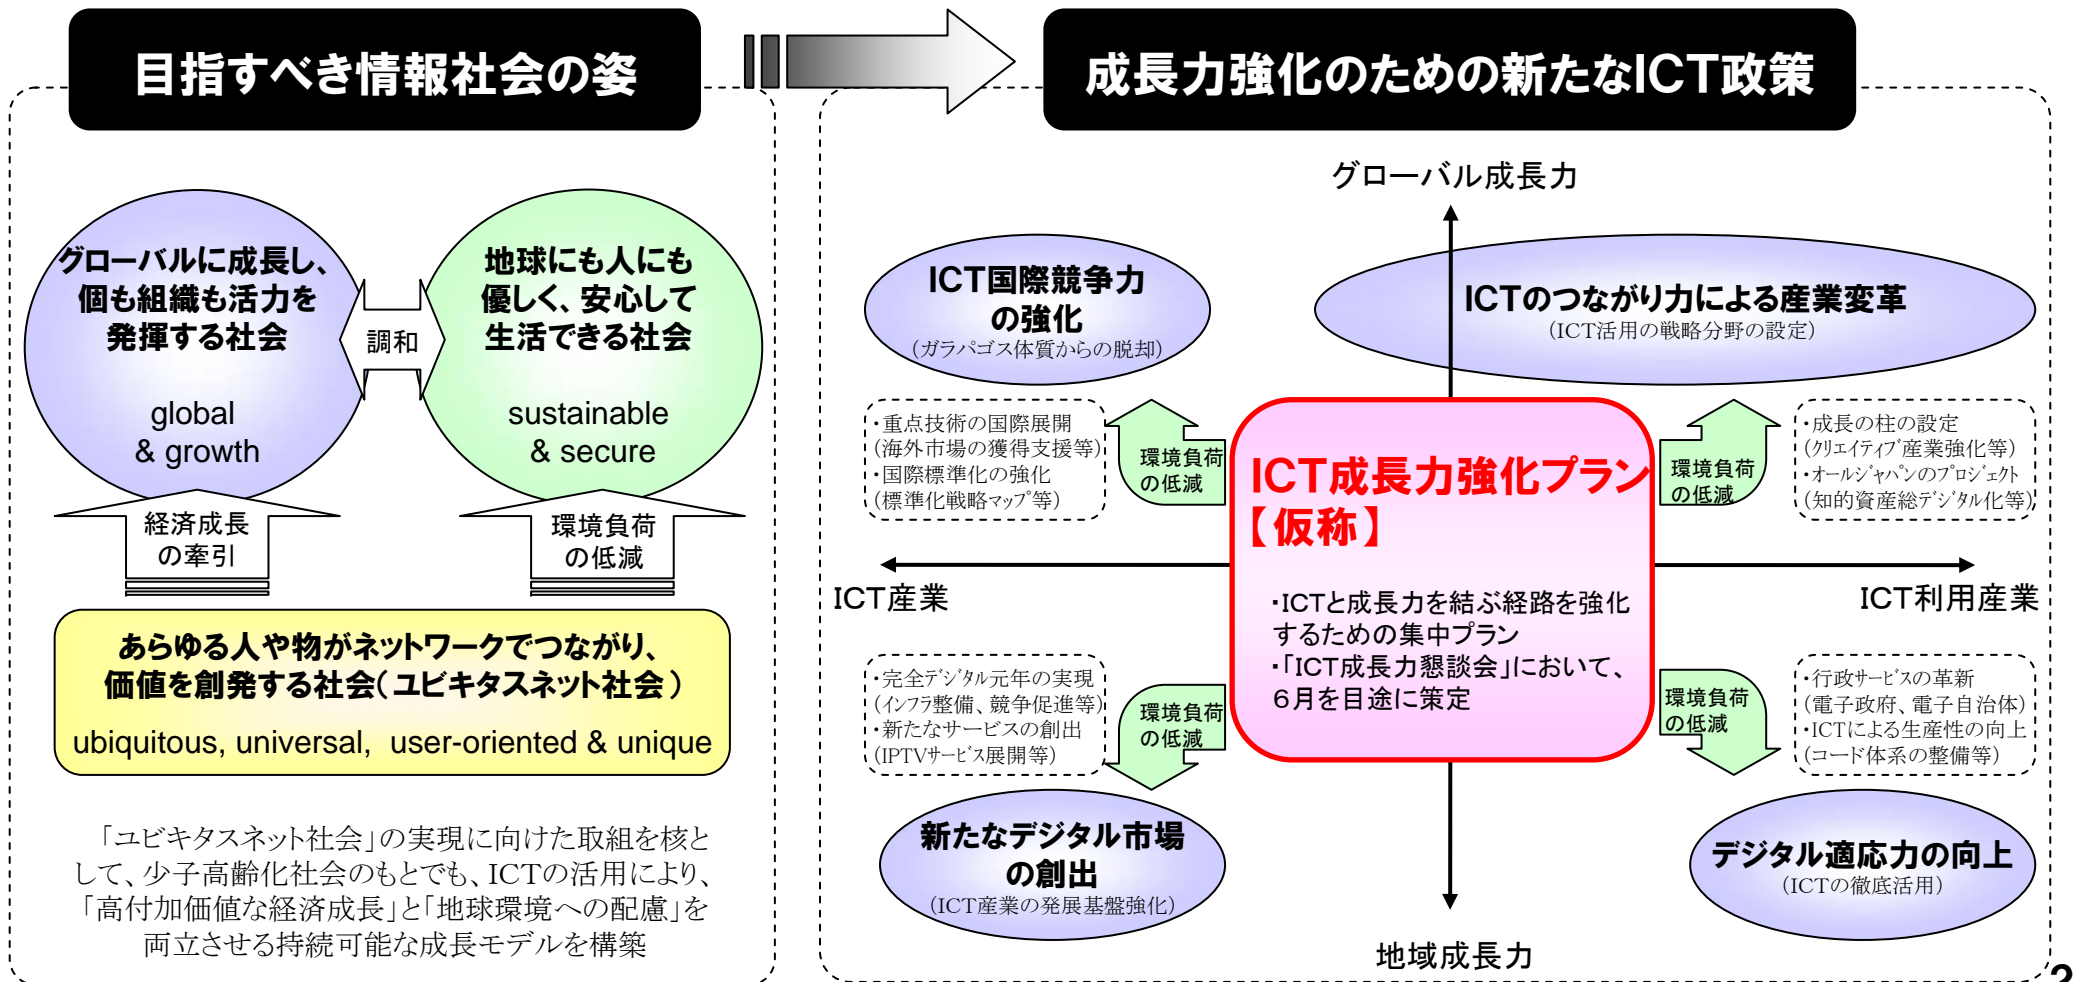 目指すべき情報社会の姿
グローバルに成長し、
個も組織も活力を
発揮する社会
global
& growth
調和
地球にも人にも
優しく、安心して
生活できる社会
sustainable
& secure
経済成長
の牽引
環境負荷
の低減
あらゆる人や物がネットワークでつながり、
価値を創発する社会(ユビキタスネット社会)
ubiquitous, universal, user-oriented & unique
「ユビキタスネット社会」の実現に向けた取組を核と
して、少子高齢化社会のもとでも、ICTの活用により、
「高付加価値な経済成長」と「地球環境への配慮」を
両立させる持続可能な成長モデルを構築
成長力強化のための新たなICT政策
グローバル成長力
ICT国際競争力
の強化
(ガラパゴス体質からの脱却)
ICTのつながり力による産業変革
(ICT活用の戦略分野の設定)
・重点技術の国際展開
(海外市場の獲得支援等)
・国際標準化の強化
(標準化戦略マップ等)
環境負荷
の低減
ICT成長力強化プラン
【仮称】
・ICTと成長力を結ぶ経路を強化
するための集中プラン
・「ICT成長力懇談会」において、
6月を目途に策定
環境負荷
の低減
・成長の柱の設定
(クリエイティブ産業強化等)
・オールジャパンのプロジェクト
(知的資産総デジタル化等)
ICT産業
ICT利用産業
・完全デジタル元年の実現
(インフラ整備、競争促進等)
・新たなサービスの創出
(IPTVサービス展開等)
環境負荷
の低減
環境負荷
の低減
・行政サービスの革新
(電子政府、電子自治体)
・ICTによる生産性の向上
(コード体系の整備等)
新たなデジタル市場
の創出
(ICT産業の発展基盤強化)
デジタル適応力の向上
(ICTの徹底活用)
地域成長力